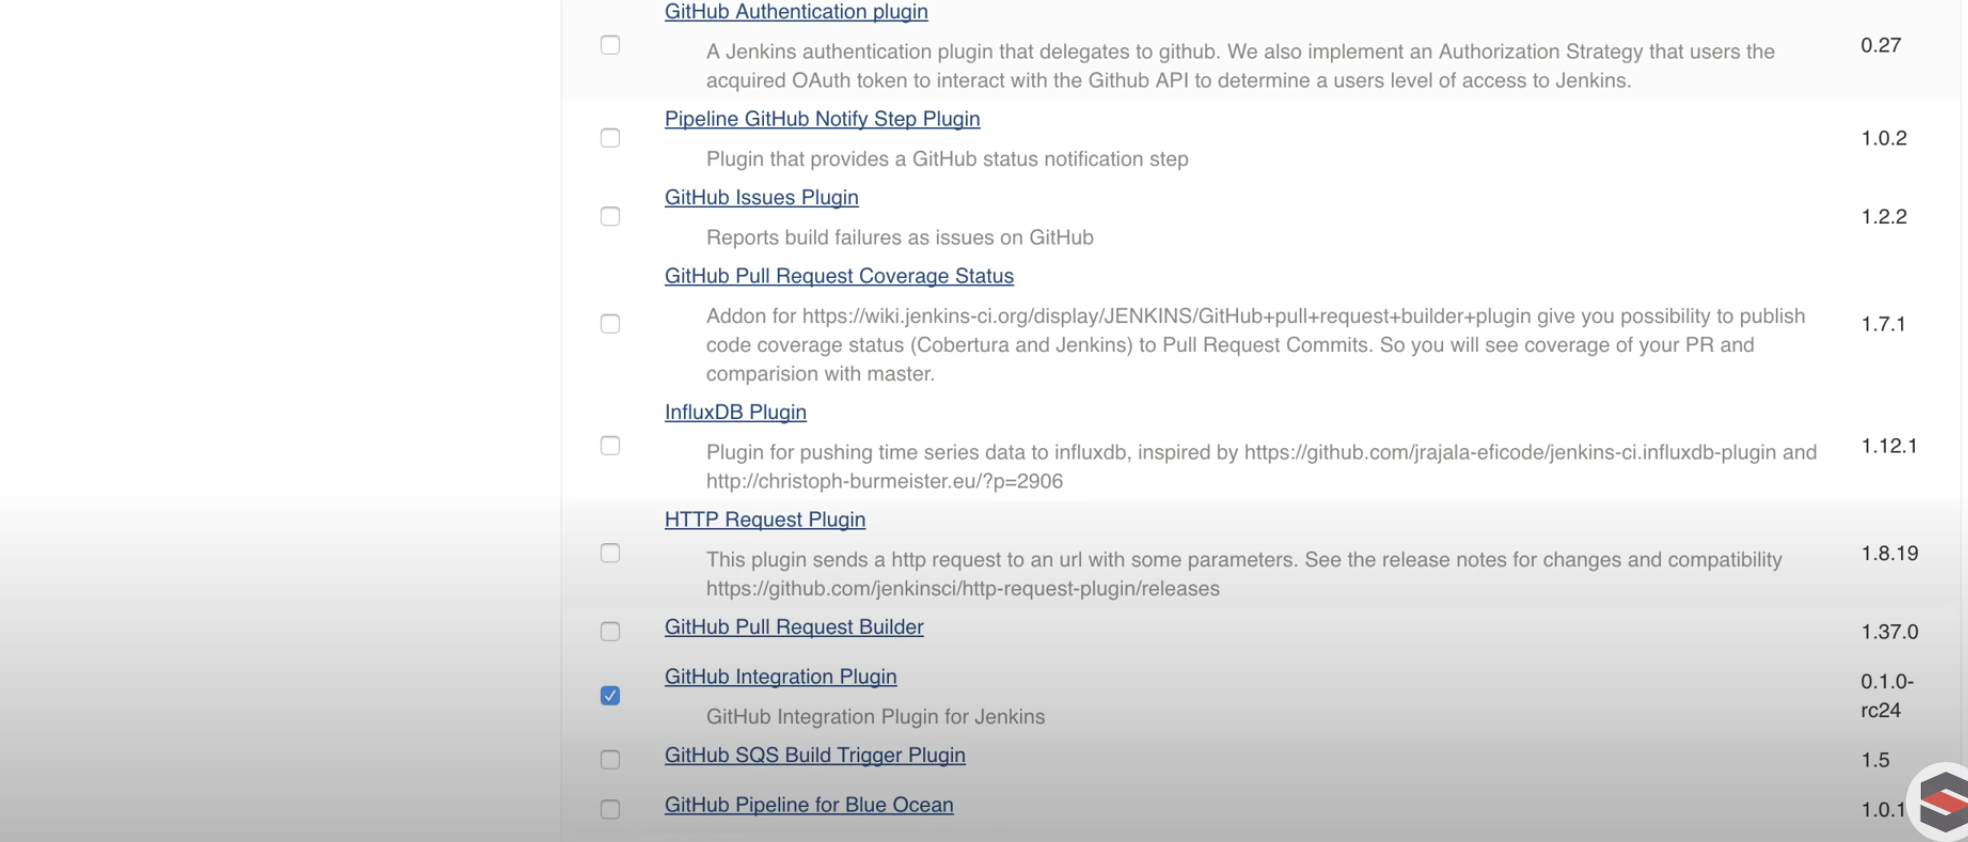 GitHub Authentication plugin
A Jenkins authentication plugin that delegates to github. We also implement an Authorization Strategy that users the
acquired OAuth token to interact with the Github API to determine a users level of access to Jenkins.
0.27
Pipeline GitHub Notify Step Plugin
Plugin that provides a GitHub status notification step
1.0.2
GitHub Issues Plugin
Reports build failures as issues on GitHub
1.2.2
GitHub Pull Request Coverage Status
Addon for https://wiki.jenkins-ci.org/display/JENKINS/GitHub+pull+request+builder+plugin give you possibility to publish
code coverage status (Cobertura and Jenkins) to Pull Request Commits. So you will see coverage of your PR and
comparision with master.
1.7.1
InfluxDB Plugin
Plugin for pushing time series data to influxdb, inspired by https://github.com/jrajala-eficode/jenkins-ci.influxdb-plugin and
http://christoph-burmeister.eu/?p=2906
1.12.1
HTTP Request Plugin
This plugin sends a http request to an url with some parameters. See the release notes for changes and compatibility
https://github.com/jenkinsci/http-request-plugin/releases
1.8.19
GitHub Pull Request Builder
1.37.0
GitHub Integration Plugin
GitHub Integration Plugin for Jenkins
0.1.0-
rc24
GitHub SQS Build Trigger Plugin
1.5
GitHub Pipeline for Blue Ocean
1.0.1